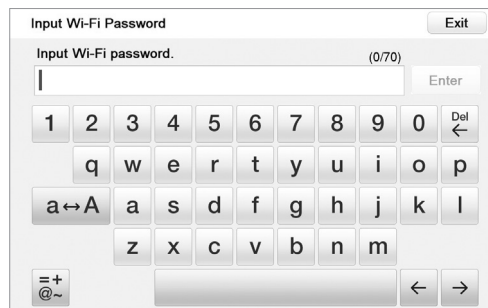 Input Wi-Fi Password Exit
Input Wi-Fi password. (0/70)
Enter
1 2 3 4 5 6 7 8 9 0 Del ←
q w e r t y u i o p
a↔A a s d f g h j k l
z x c v b n m
=+
@~ ← →